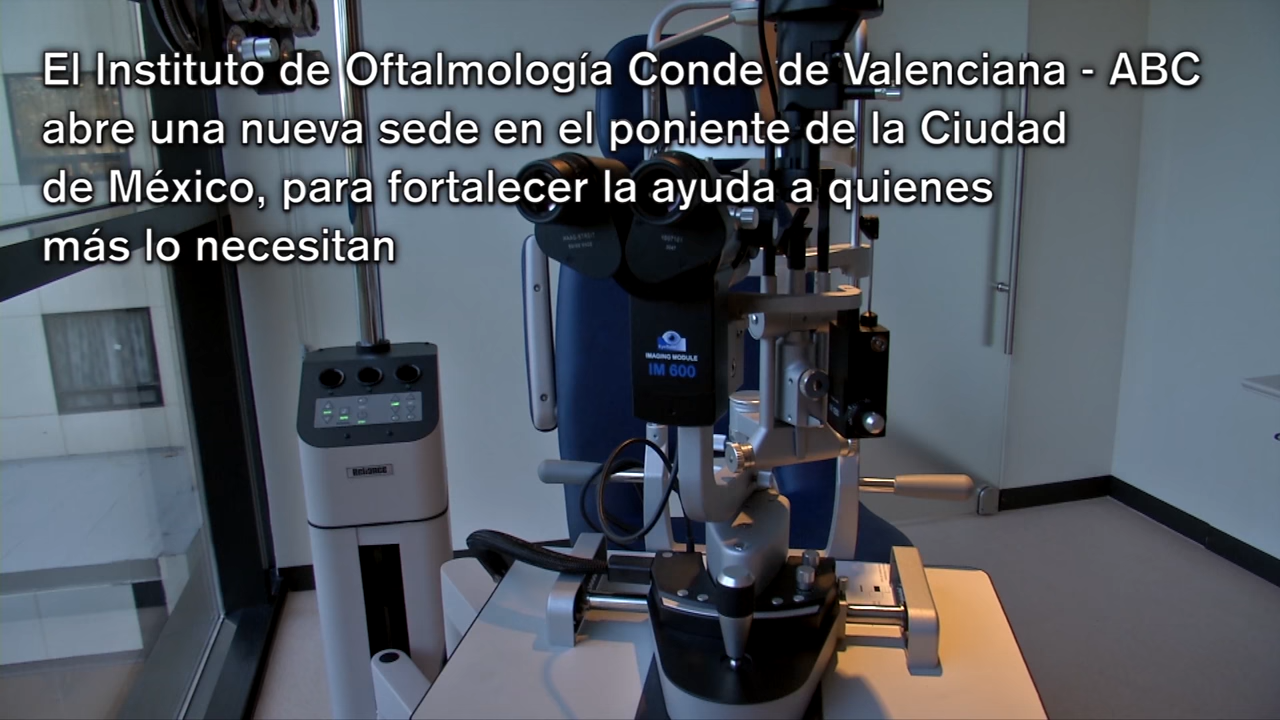 El Instituto de Oftalmología Conde de Valenciana - ABC
abre una nueva sede en el poniente de la Ciudad
de México, para fortalecer la ayuda a quienes
más lo necesitan
IMAGING MODULE
IM 600
Reliance